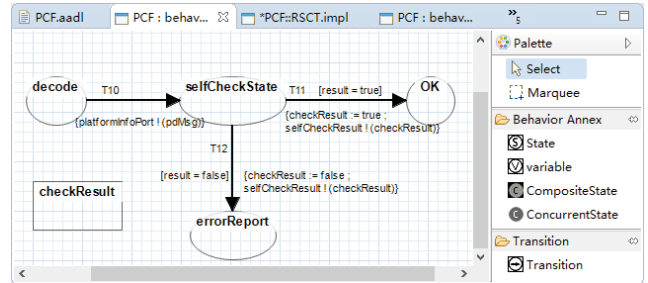 PCF.aadl
PCF : behav...
*PCF::RSCT.impl
PCF : behav...
»5
Palette
Select
Marquee
Behavior Annex
State
variable
CompositeState
ConcurrentState
Transition
Transition
decode
T10
selfCheckState
T11 [result = true]
OK
{platformInfoPort ! (pdMsg)}
{checkResult := true ;
selfCheckResult ! (checkResult)}
T12
[result = false]
{checkResult := false ;
selfCheckResult ! (checkResult)}
checkResult
errorReport